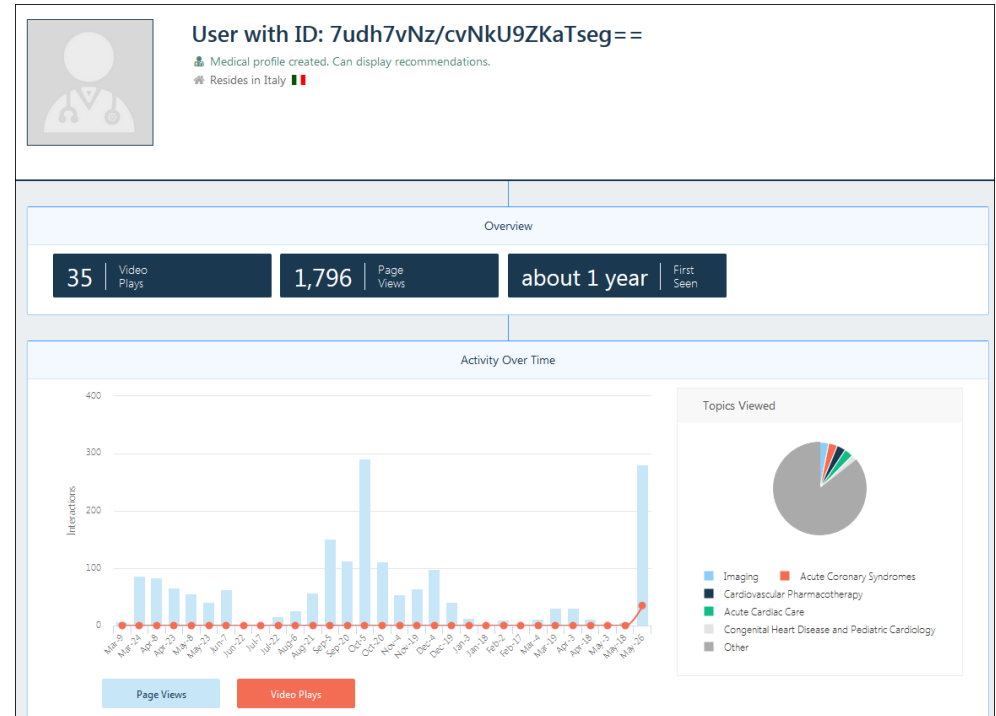 User with ID: 7udh7vNz/cvNkU9ZKaTseg==
Medical profile created. Can display recommendations.
Resides in Italy
Overview
35 Video Plays
1,796 Page Views
about 1 year First Seen
Activity Over Time
400
300
200
100
0
Interactions
Mar-9
Mar-24
Apr-8
Apr-23
May-8
May-23
Jun-7
Jun-22
Jul-7
Jul-22
Aug-6
Aug-21
Sep-5
Sep-20
Oct-5
Oct-20
Nov-4
Nov-19
Dec-4
Dec-19
Jan-3
Jan-18
Feb-2
Feb-17
Mar-4
Mar-19
Apr-3
Apr-18
May-3
May-18
May-26
Page Views
Video Plays
Topics Viewed
Imaging
Acute Coronary Syndromes
Cardiovascular Pharmacotherapy
Acute Cardiac Care
Congenital Heart Disease and Pediatric Cardiology
Other